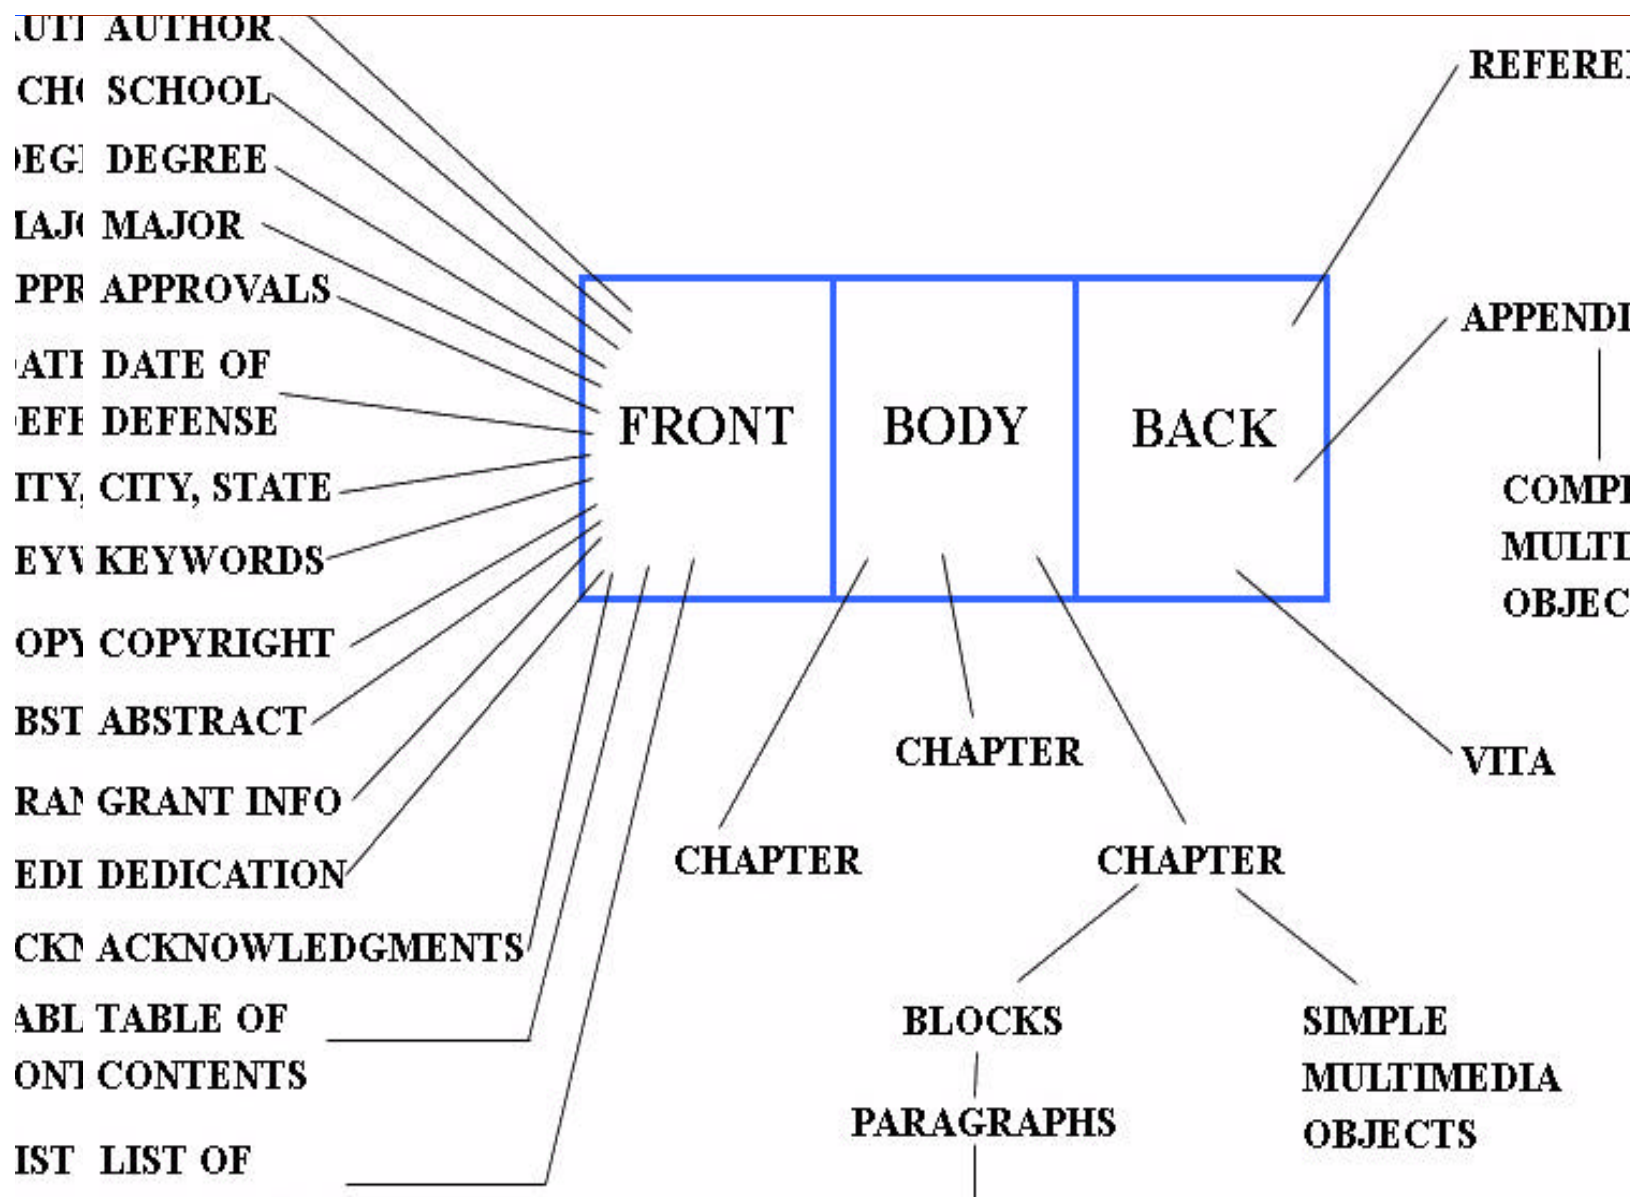 AUTHOR
SCHOOL
DEGREE
MAJOR
APPROVALS
DATE OF
DEFENSE
CITY, STATE
KEYWORDS
COPYRIGHT
ABSTRACT
GRANT INFO
DEDICATION
ACKNOWLEDGMENTS
TABLE OF
CONTENTS
LIST OF
FRONT
BODY
BACK
CHAPTER
CHAPTER
CHAPTER
BLOCKS
PARAGRAPHS
SIMPLE
MULTIMEDIA
OBJECTS
VITA